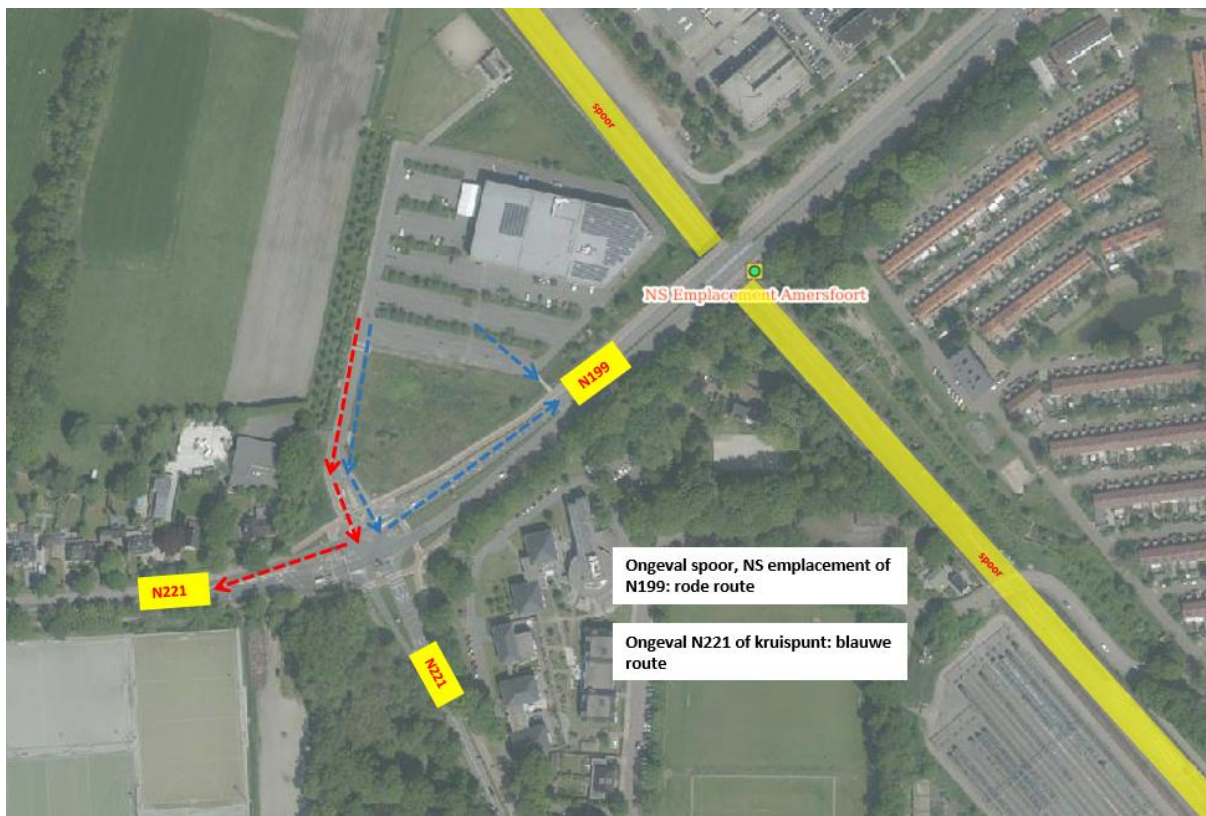 spoor
NS Emplacement Amersfoort
N199
Ongeval spoor, NS emplacement of
N199: rode route
spoor
N221
Ongeval N221 of kruispunt: blauwe
route
N221